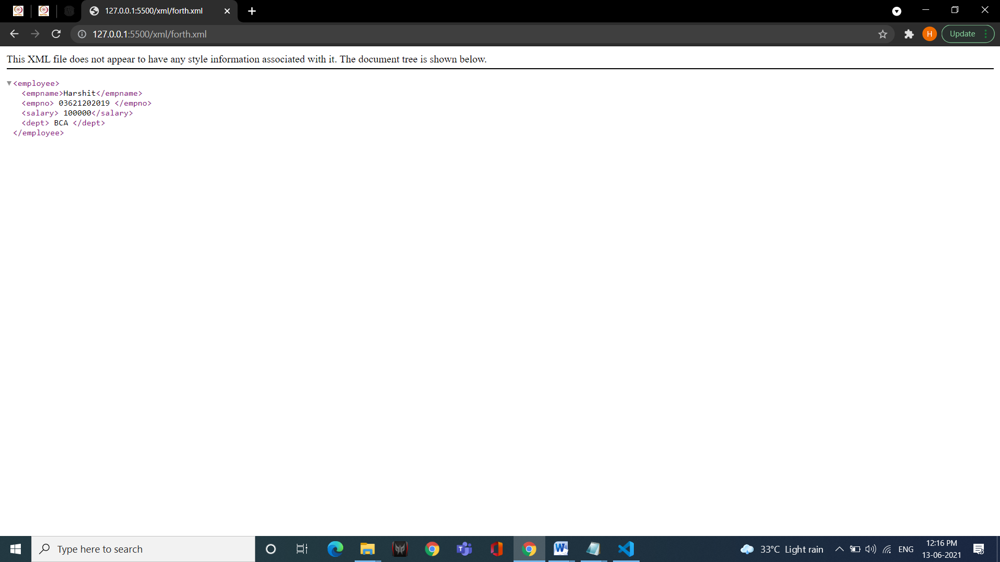 127.0.0.1:5500/xml/forth.xml
127.0.0.1:5500/xml/forth.xml
H
Update
This XML file does not appear to have any style information associated with it. The document tree is shown below.
▼<employee>
<empname>Harshit</empname>
<empno> 03621202019 </empno>
<salary> 100000</salary>
<dept> BCA </dept>
</employee>
Type here to search
33°C Light rain
ENG
12:16 PM
13-06-2021